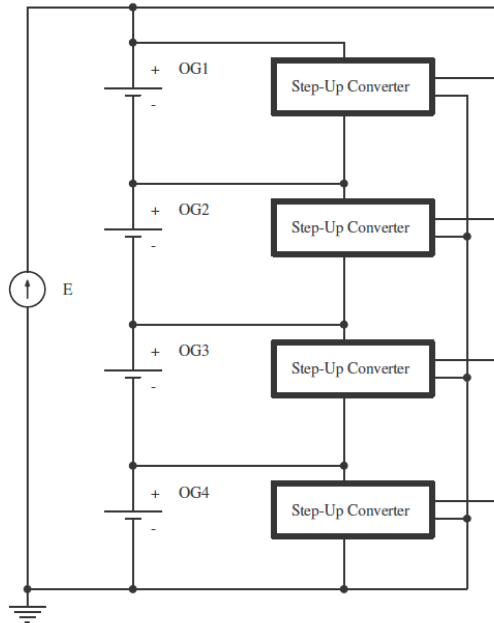 + OG1
Step-Up Converter
-
+ OG2
Step-Up Converter
-
E
+ OG3
Step-Up Converter
-
+ OG4
Step-Up Converter
-